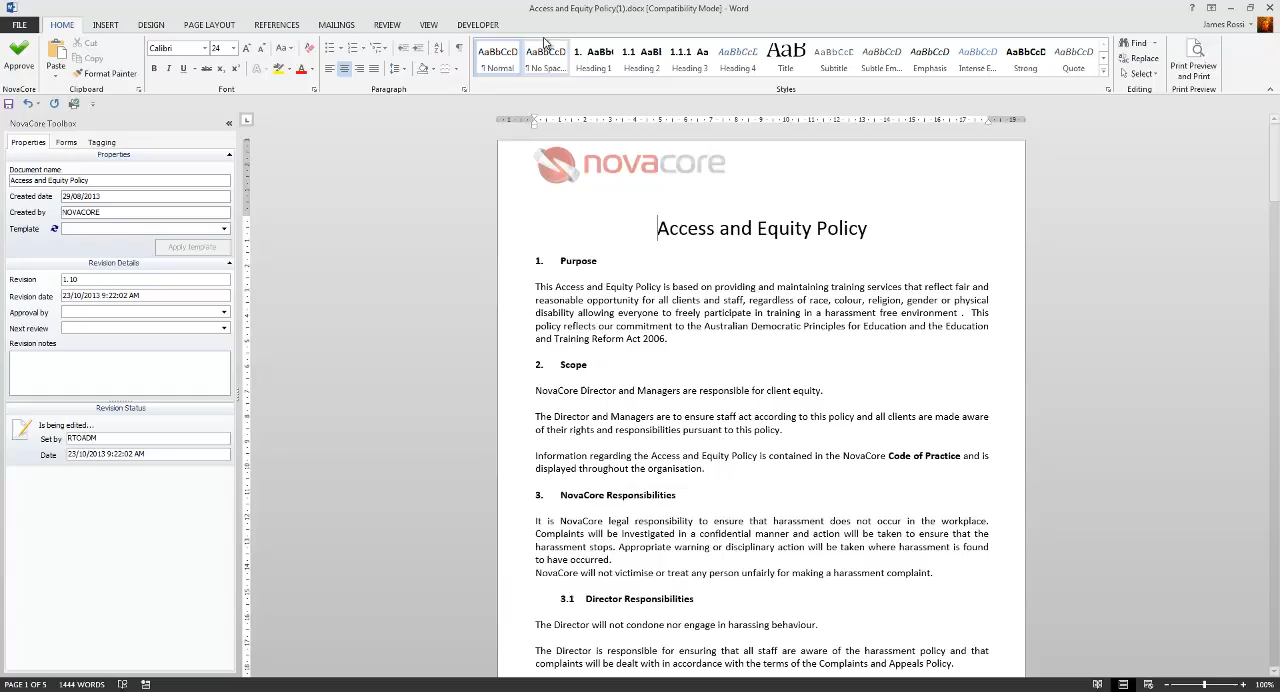 Access and Equity Policy(1).docx [Compatibility Mode] - Word
FILE HOME INSERT DESIGN PAGE LAYOUT REFERENCES MAILINGS REVIEW VIEW DEVELOPER James Rossi
Approve
NovaCore
Paste
Cut
Copy
Format Painter
Clipboard
Calibri 24
Font
Paragraph
AaBbCcD AaBbCcD 1. AaBb( 1.1 AaBl 1.1.1 Aa AaBbCcD AaB AaBbCcD AaBbCcD AaBbCcD AaBbCcD AaBbCcD AaBbCcD
¶ Normal ¶ No Spac... Heading 1 Heading 2 Heading 3 Heading 4 Title Subtitle Subtle Em... Emphasis Intense E... Strong Quote
Styles
Find
Replace
Select
Editing
Print Preview
and Print
Print Preview
NovaCore Toolbox
Properties Forms Tagging
Properties
Document name
Access and Equity Policy
Created date 29/08/2013
Created by NOVACORE
Template
Apply template
Revision Details
Revision 1.10
Revision date 23/10/2013 9:22:02 AM
Approval by
Next review
Revision notes
Revision Status
Is being edited...
Set by RTOADM
Date 23/10/2013 9:22:02 AM
novacore
Access and Equity Policy
1. Purpose
This Access and Equity Policy is based on providing and maintaining training services that reflect fair and
reasonable opportunity for all clients and staff, regardless of race, colour, religion, gender or physical
disability allowing everyone to freely participate in training in a harassment free environment . This
policy reflects our commitment to the Australian Democratic Principles for Education and the Education
and Training Reform Act 2006.
2. Scope
NovaCore Director and Managers are responsible for client equity.
The Director and Managers are to ensure staff act according to this policy and all clients are made aware
of their rights and responsibilities pursuant to this policy.
Information regarding the Access and Equity Policy is contained in the NovaCore Code of Practice and is
displayed throughout the organisation.
3. NovaCore Responsibilities
It is NovaCore legal responsibility to ensure that harassment does not occur in the workplace.
Complaints will be investigated in a confidential manner and action will be taken to ensure that the
harassment stops. Appropriate warning or disciplinary action will be taken where harassment is found
to have occurred.
NovaCore will not victimise or treat any person unfairly for making a harassment complaint.
3.1 Director Responsibilities
The Director will not condone nor engage in harassing behaviour.
The Director is responsible for ensuring that all staff are aware of the harassment policy and that
complaints will be dealt with in accordance with the terms of the Complaints and Appeals Policy.
PAGE 1 OF 5 1444 WORDS 100%